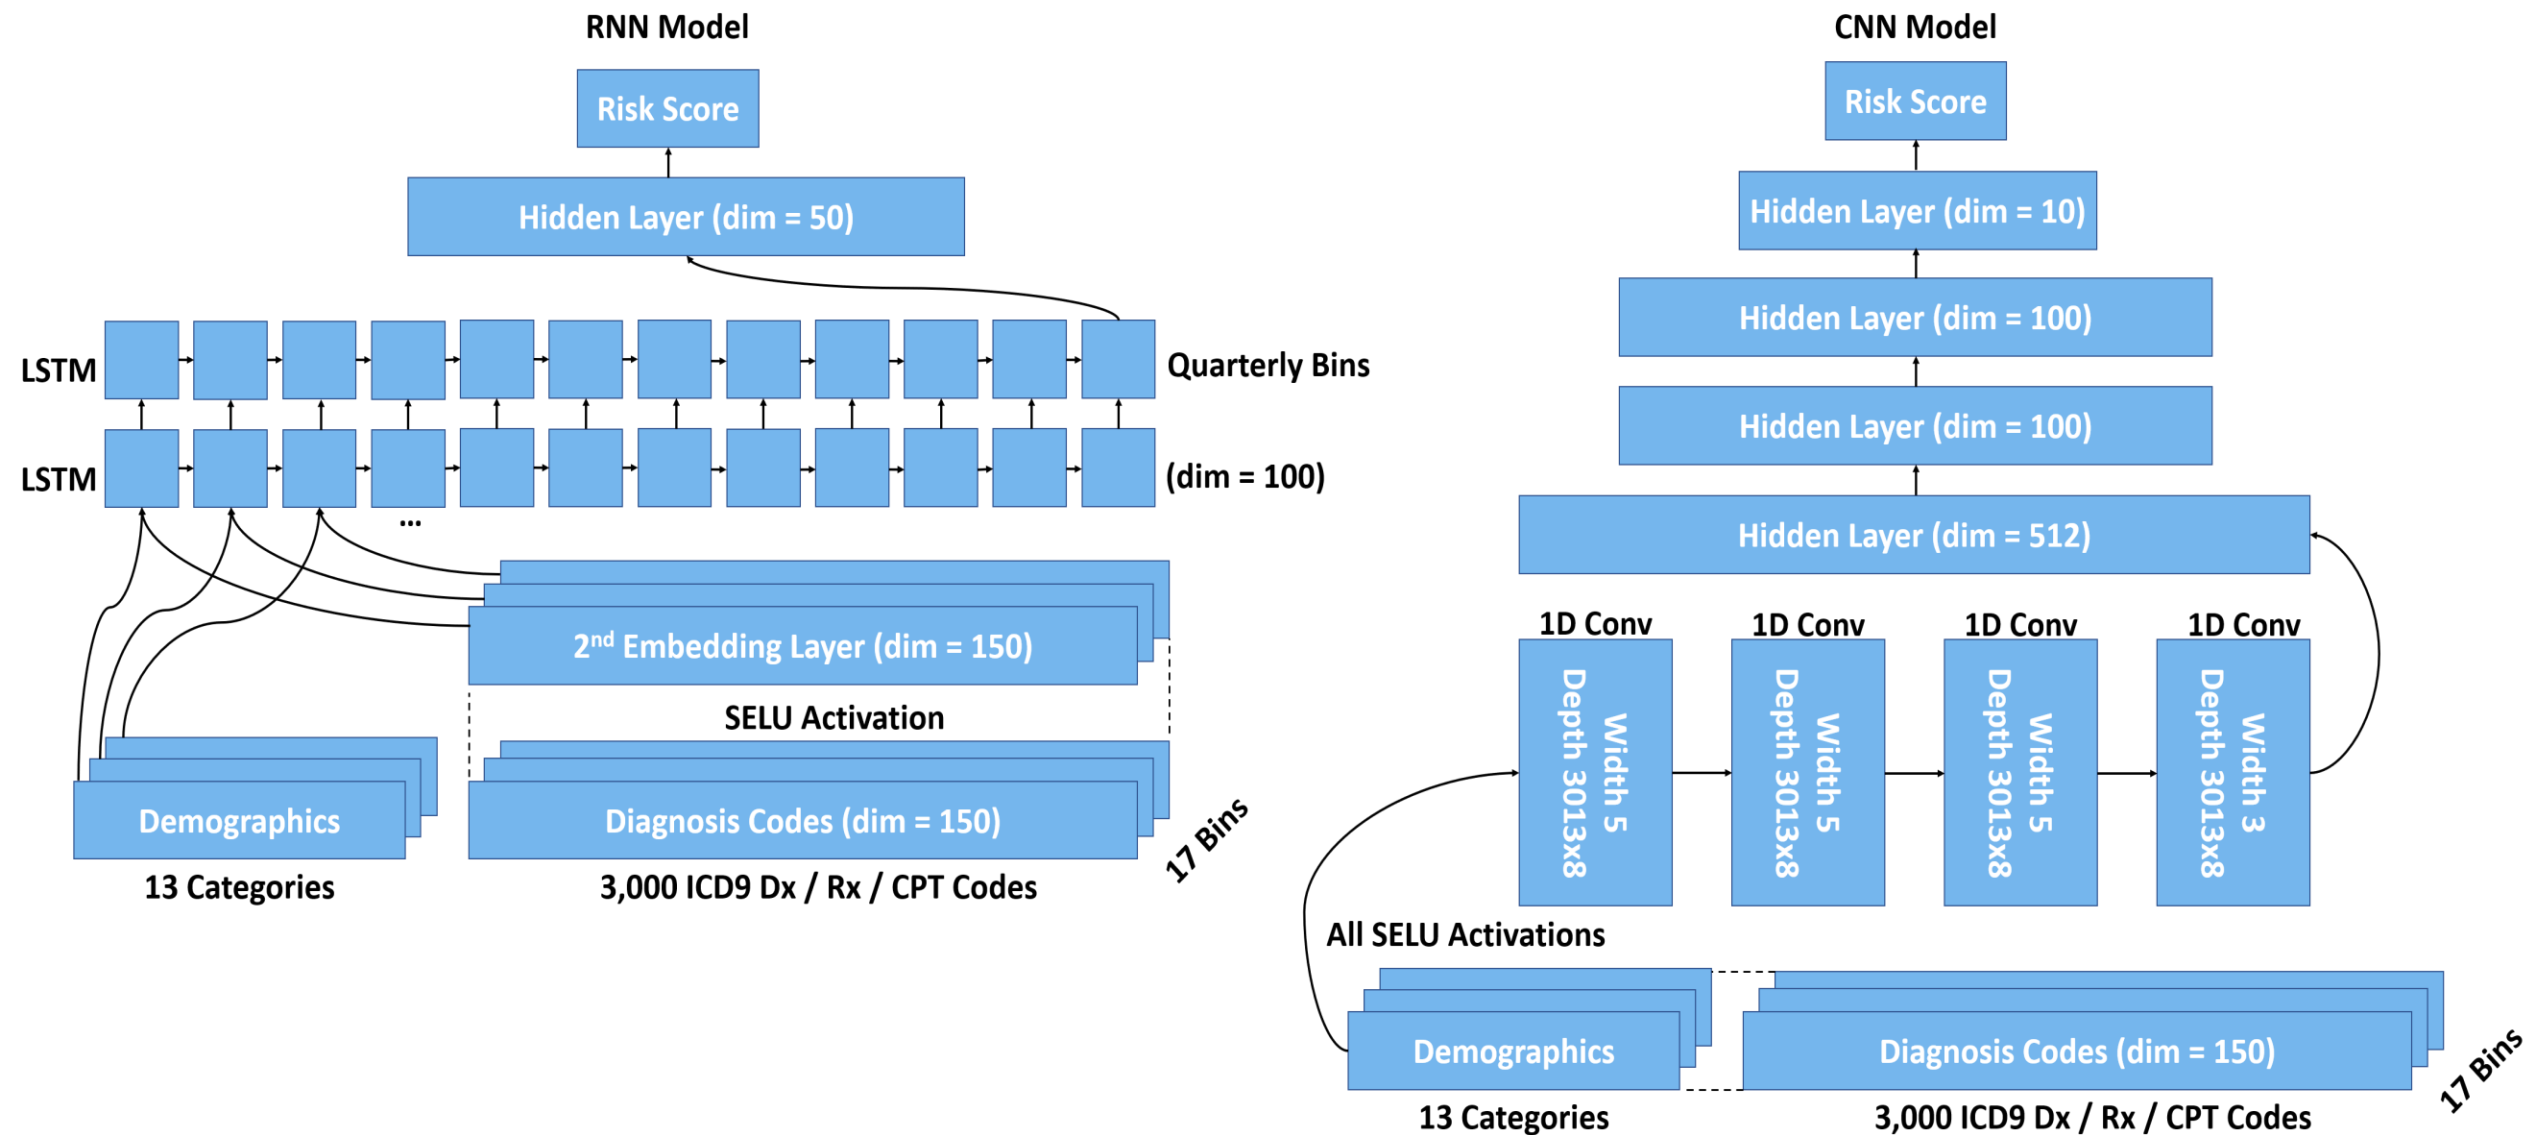 RNN Model
Risk Score
Hidden Layer (dim = 50)
LSTM
Quarterly Bins
LSTM
(dim = 100)
...
2nd Embedding Layer (dim = 150)
SELU Activation
Demographics
Diagnosis Codes (dim = 150)
17 Bins
13 Categories
3,000 ICD9 Dx / Rx / CPT Codes
CNN Model
Risk Score
Hidden Layer (dim = 10)
Hidden Layer (dim = 100)
Hidden Layer (dim = 100)
Hidden Layer (dim = 512)
1D Conv
Width 5
Depth 3013x8
1D Conv
Width 5
Depth 3013x8
1D Conv
Width 5
Depth 3013x8
1D Conv
Width 3
Depth 3013x8
All SELU Activations
Demographics
Diagnosis Codes (dim = 150)
17 Bins
13 Categories
3,000 ICD9 Dx / Rx / CPT Codes